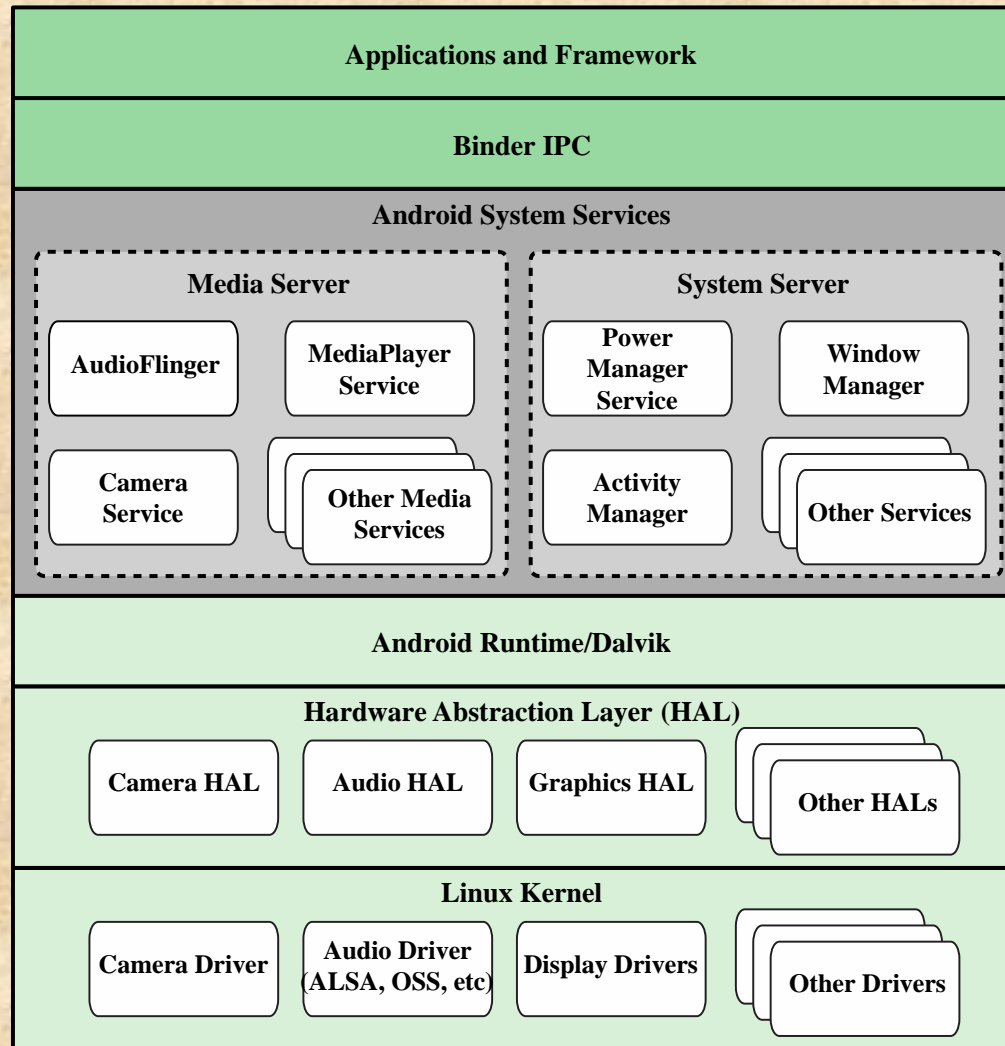 Applications and Framework
Binder IPC
Android System Services
Media Server
AudioFlinger
MediaPlayer
Service
Camera
Service
Other Media
Services
System Server
Power
Manager
Service
Window
Manager
Activity
Manager
Other Services
Android Runtime/Dalvik
Hardware Abstraction Layer (HAL)
Camera HAL
Audio HAL
Graphics HAL
Other HALs
Linux Kernel
Camera Driver
Audio Driver
(ALSA, OSS, etc)
Display Drivers
Other Drivers